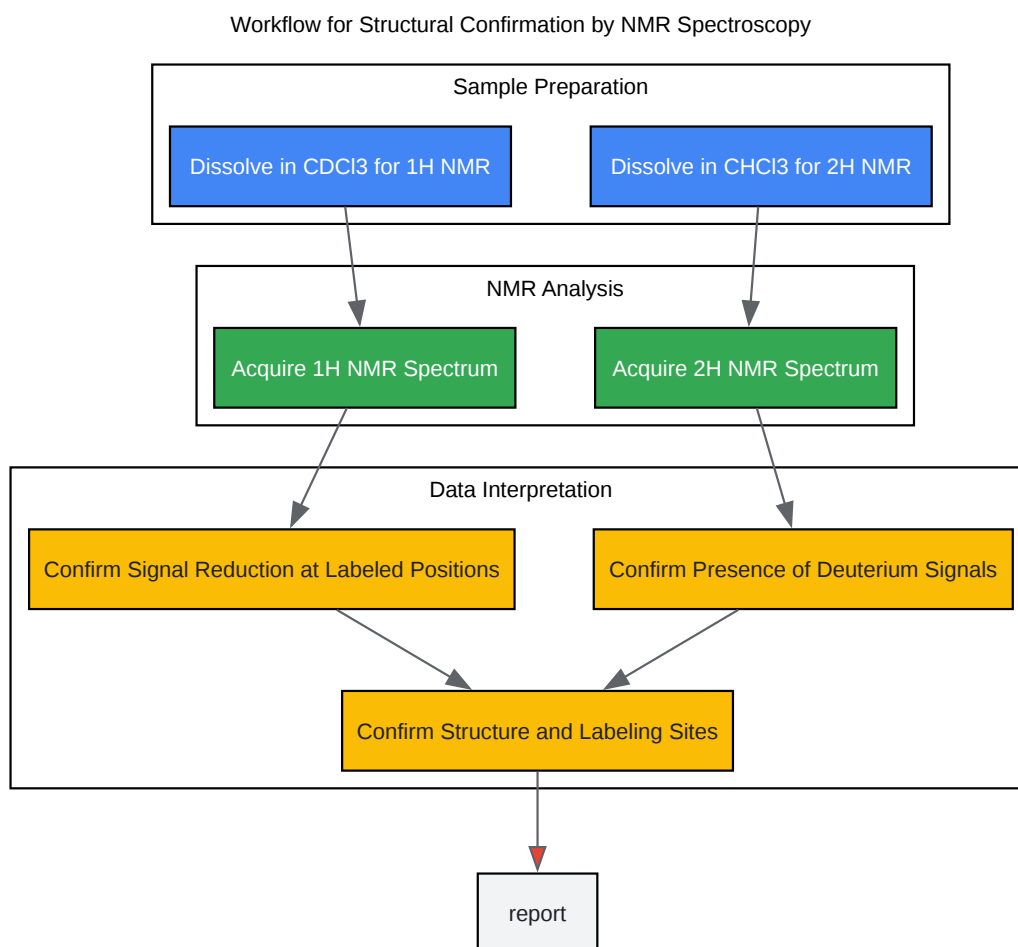 Workflow for Structural Confirmation by NMR Spectroscopy
Sample Preparation
Dissolve in CDCl3 for 1H NMR
Dissolve in CHCl3 for 2H NMR
NMR Analysis
Acquire 1H NMR Spectrum
Acquire 2H NMR Spectrum
Data Interpretation
Confirm Signal Reduction at Labeled Positions
Confirm Presence of Deuterium Signals
Confirm Structure and Labeling Sites
report